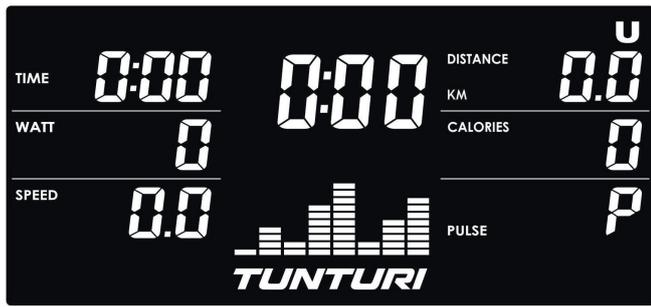 U
TIME 0:00
0:00
DISTANCE 0.0
KM
WATT 0
CALORIES 0
SPEED 0.0
PULSE P
TUNTURI